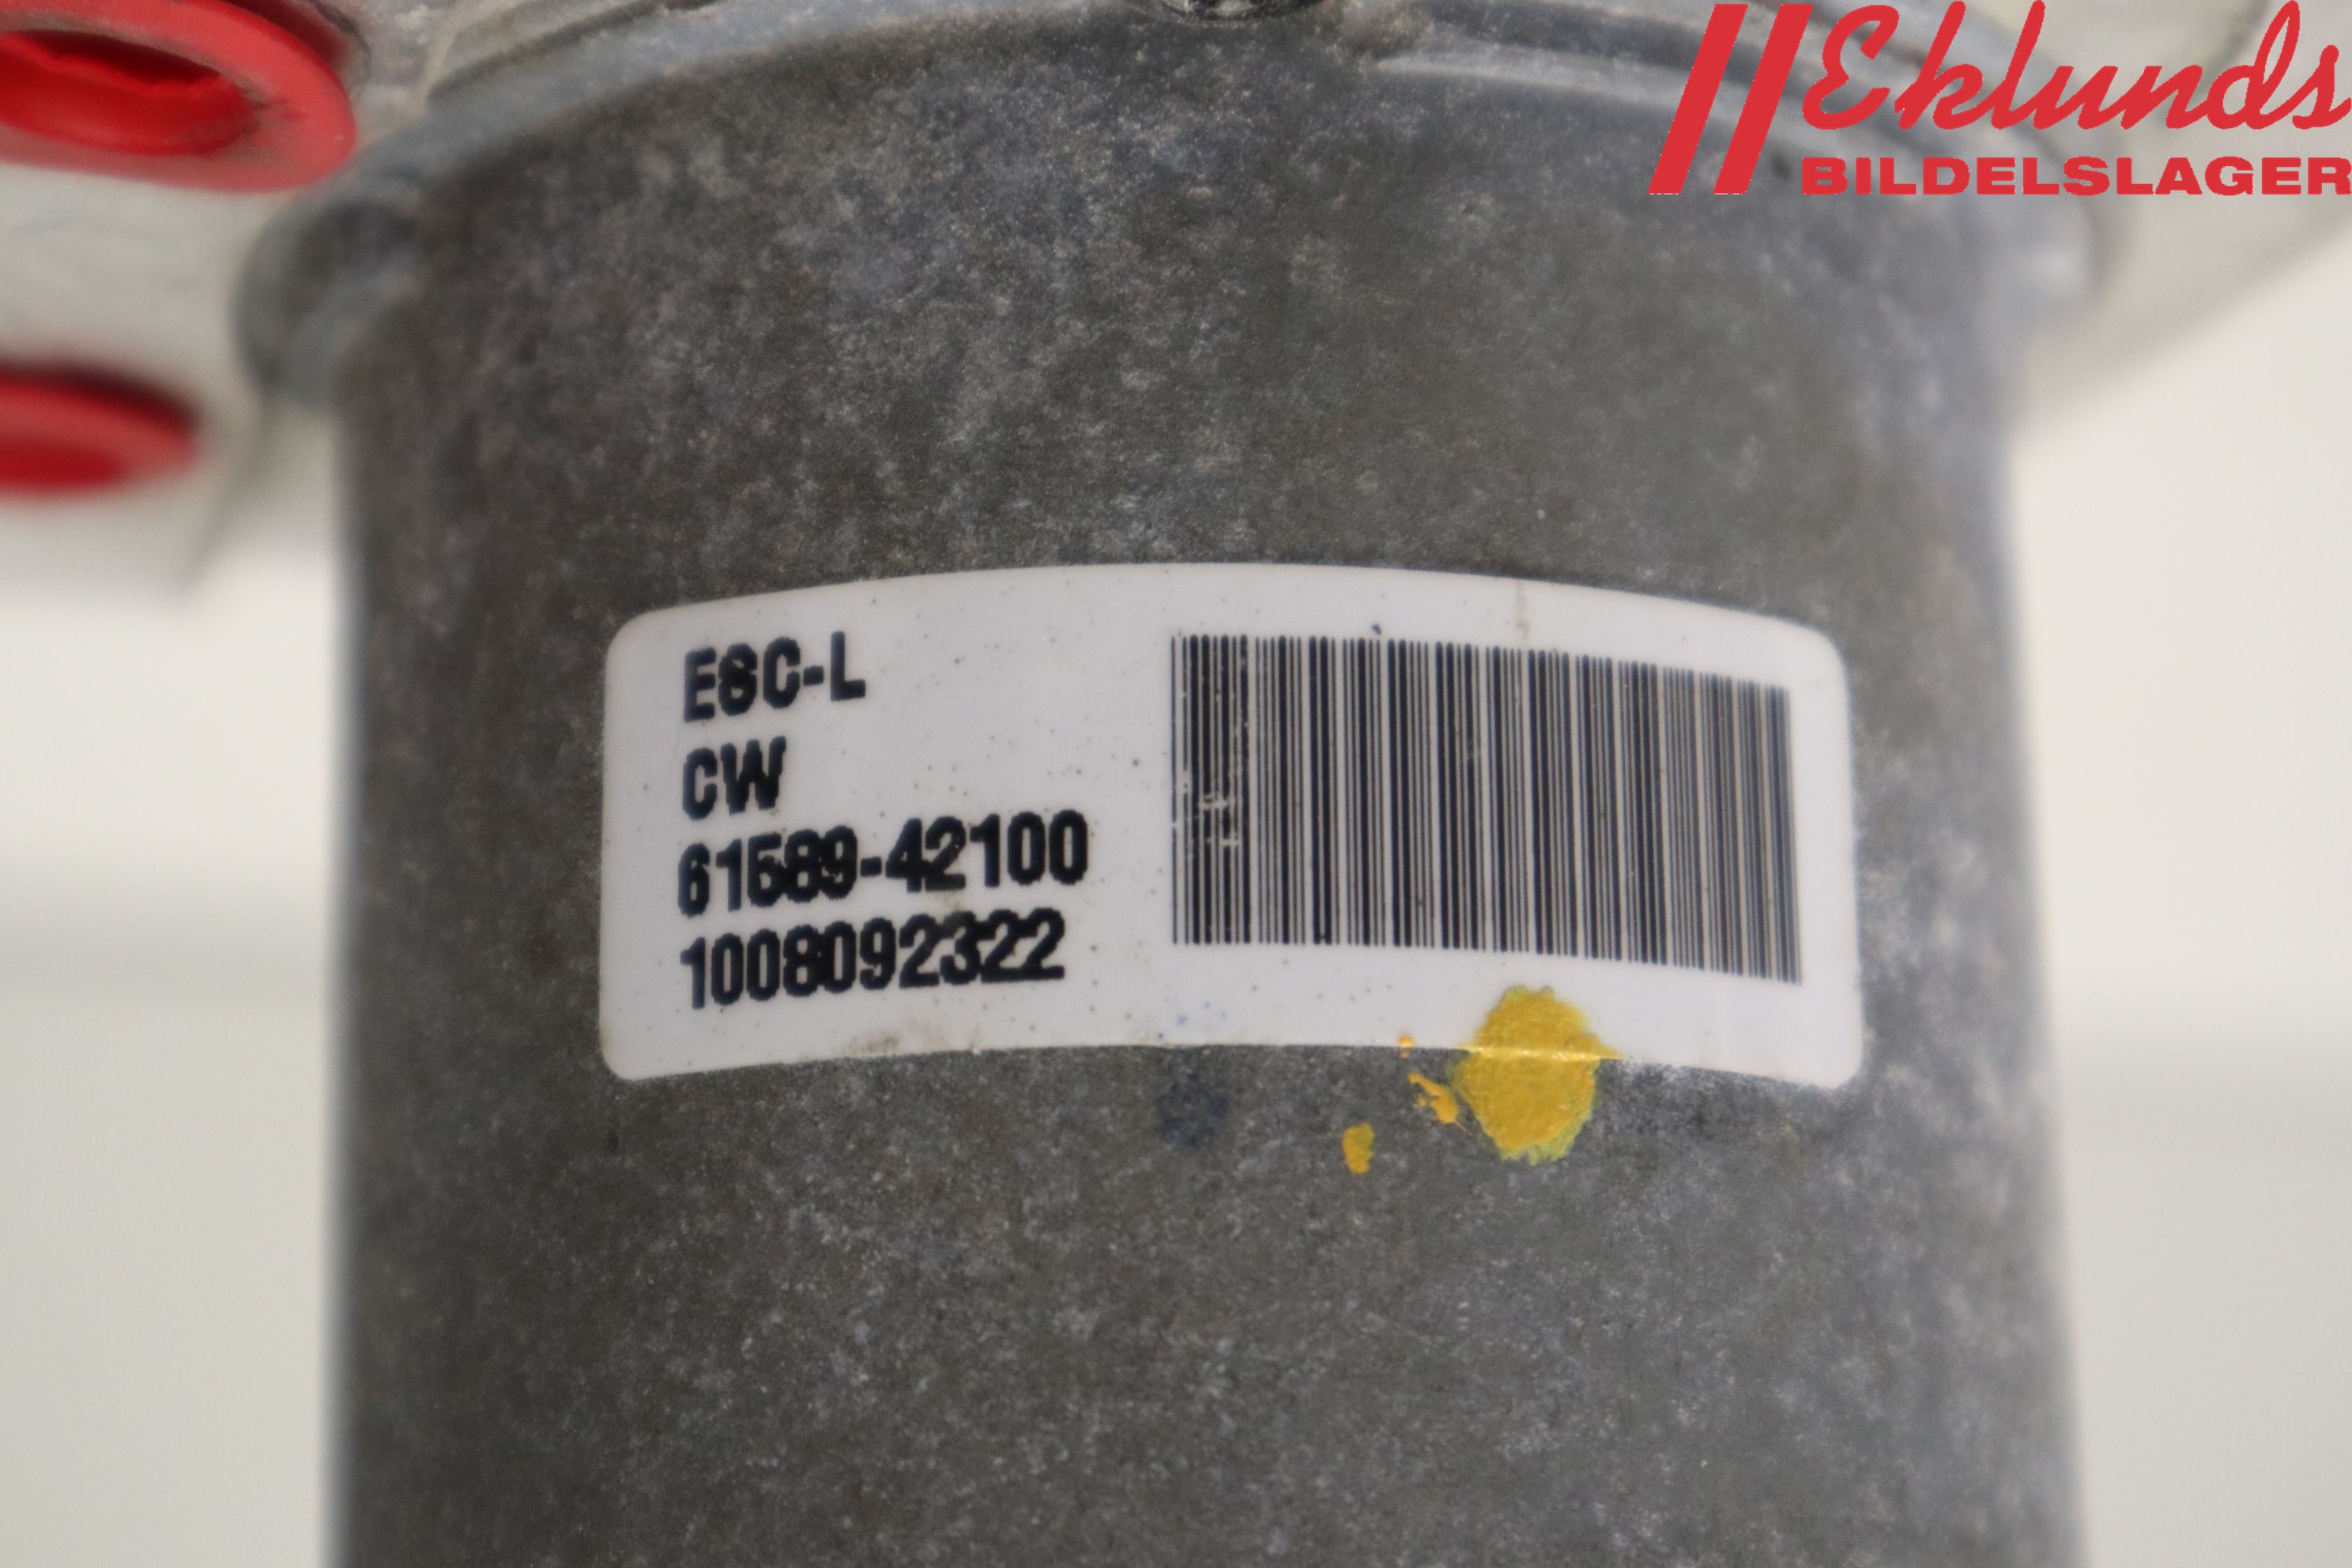 Eklunds
BILDELSLAGER
ESC-L
CW
61589-42100
1008092322